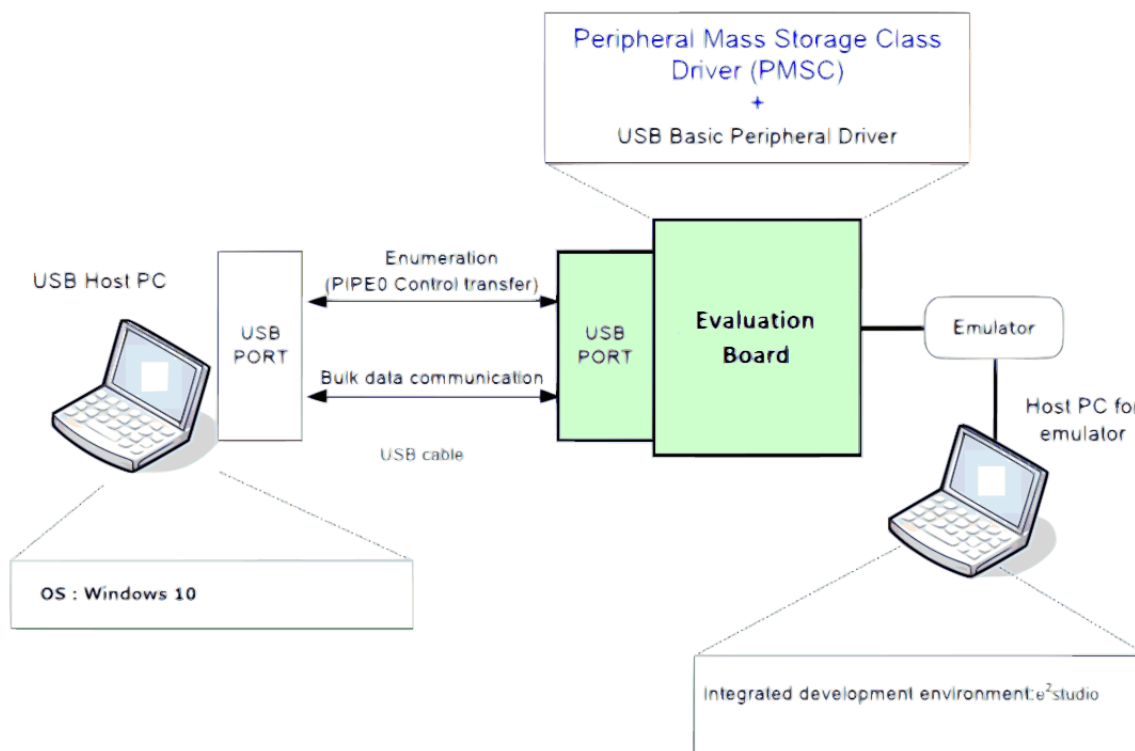 Peripheral Mass Storage Class
Driver (PMSC)
+
USB Basic Peripheral Driver
USB Host PC
USB
PORT
Enumeration
(PIPE0 Control transfer)
Bulk data communication
USB cable
USB
PORT
Evaluation
Board
Emulator
Host PC for
emulator
OS : Windows 10
Integrated development environment:e²studio